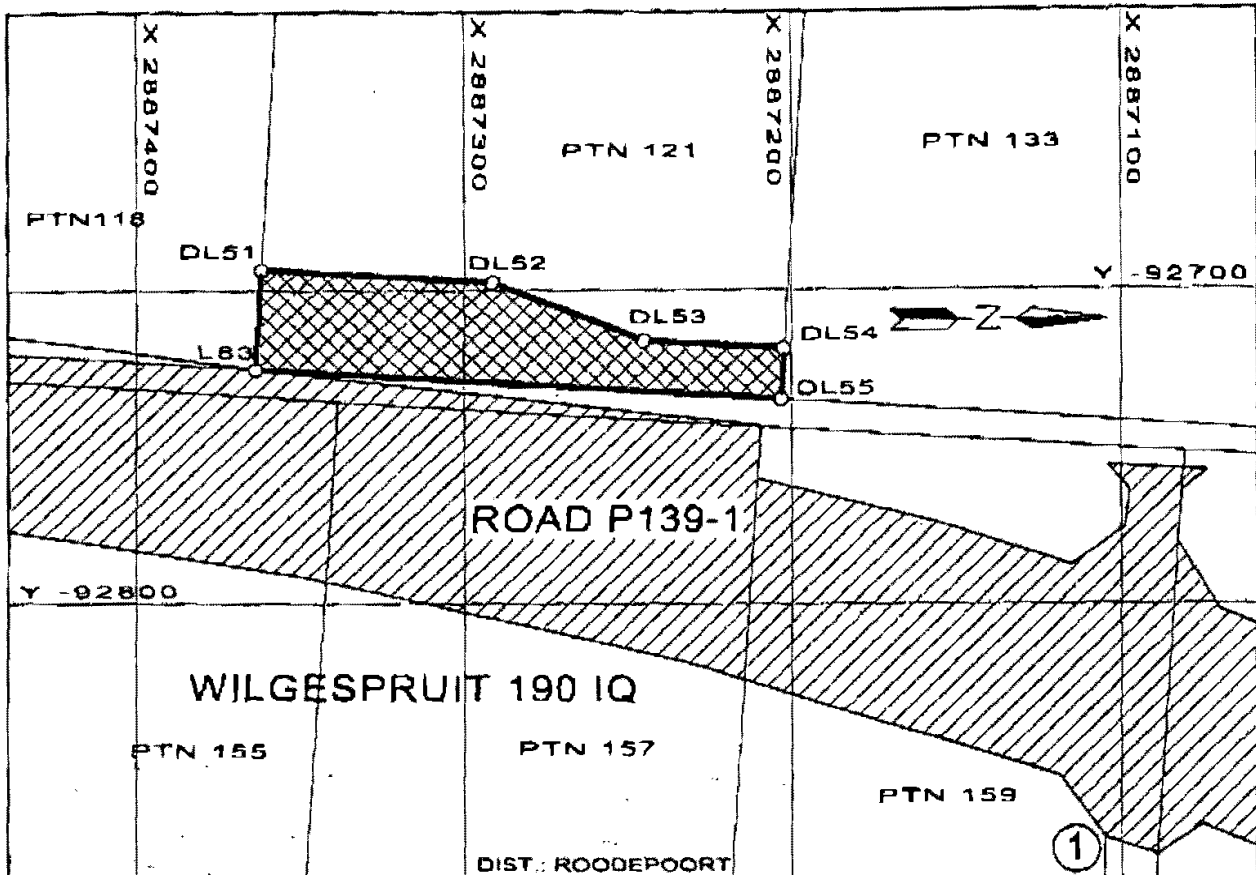 X 2887400
X 2887300
X 2887200
X 2887100
PTN 121
PTN 133
PTN118
DL51
DL52
Y -92700
DL53
DL54
Z
L83
DL55
ROAD P139-1
Y -92800
WILGESPRUIT 190 IQ
PTN 155
PTN 157
PTN 159
1
DIST.: ROODEPOORT